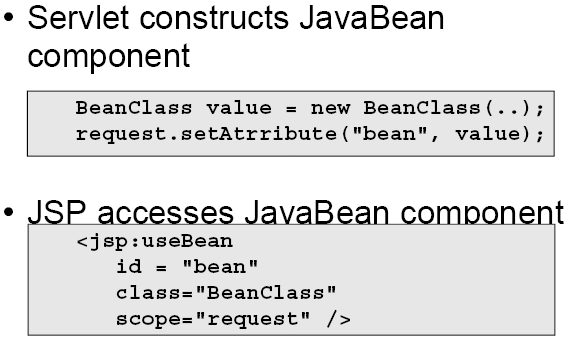 • Servlet constructs JavaBean
component
BeanClass value = new BeanClass(..);
request.setAtrribute("bean", value);
• JSP accesses JavaBean component
<jsp:useBean
id = "bean"
class="BeanClass"
scope="request" />